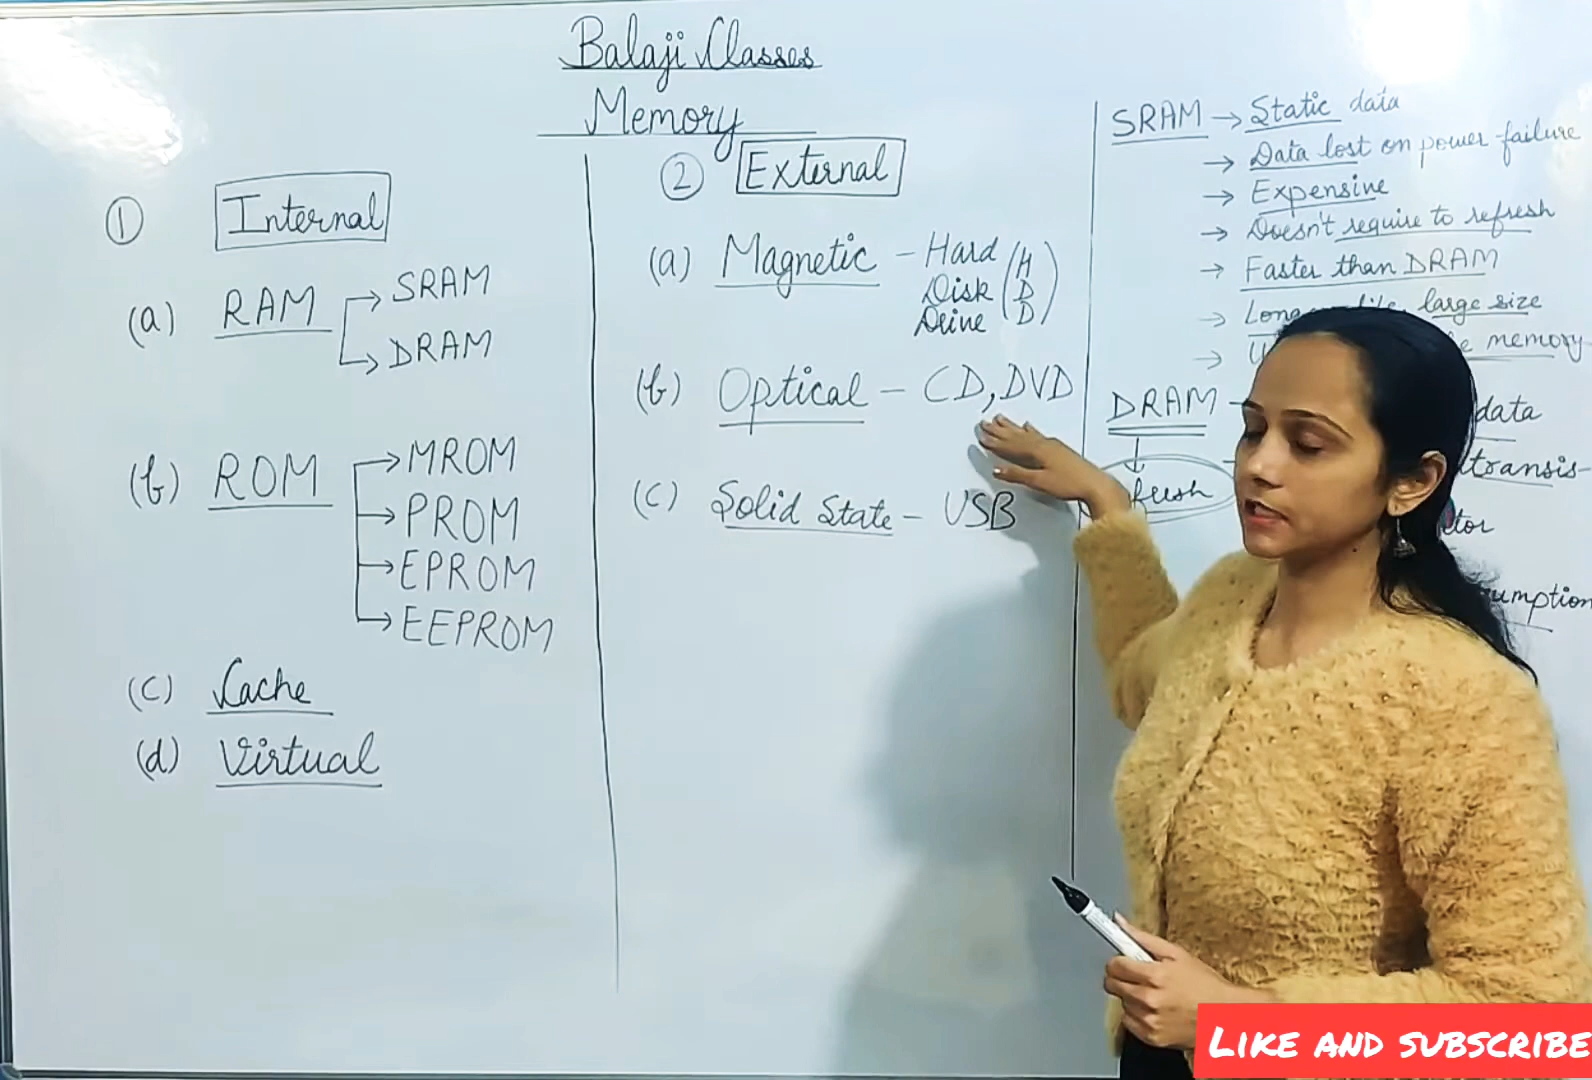 Balaji Classes
Memory
① Internal
(a) RAM → SRAM
→ DRAM
(b) ROM → MROM
→ PROM
→ EPROM
→ EEPROM
(c) Cache
(d) Virtual
② External
(a) Magnetic - Hard Disk Drive (HDD)
(b) Optical - CD, DVD
(c) Solid State - USB
SRAM → Static data
→ Data lost on power failure
→ Expensive
→ Doesn't require to refresh
→ Faster than DRAM
→ large size
→ memory
DRAM
data
transis-
LIKE AND SUBSCRIBE